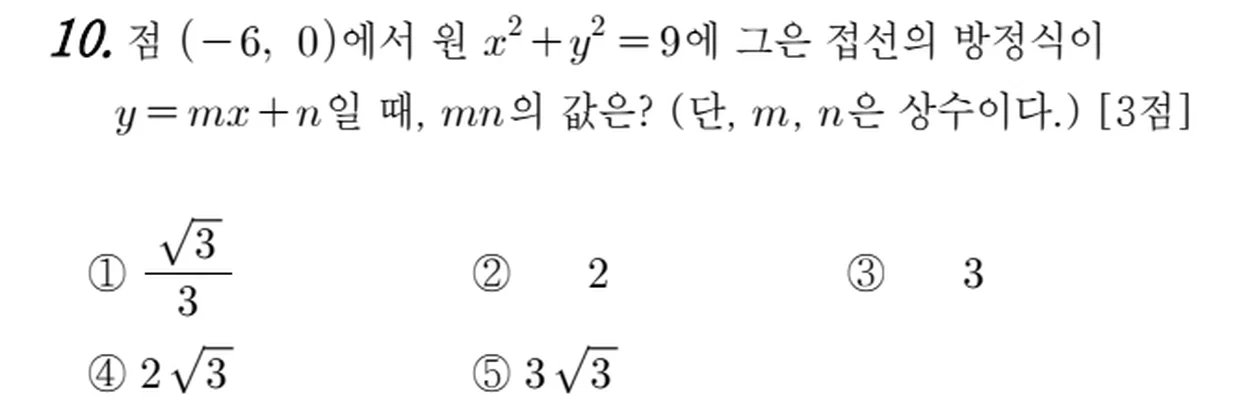 10. 점 (-6, 0)에서 원 x²+y²=9에 그은 접선의 방정식이
y=mx+n일 때, mn의 값은? (단, m, n은 상수이다.) [3점]
① √3/3 ② 2 ③ 3
④ 2√3 ⑤ 3√3